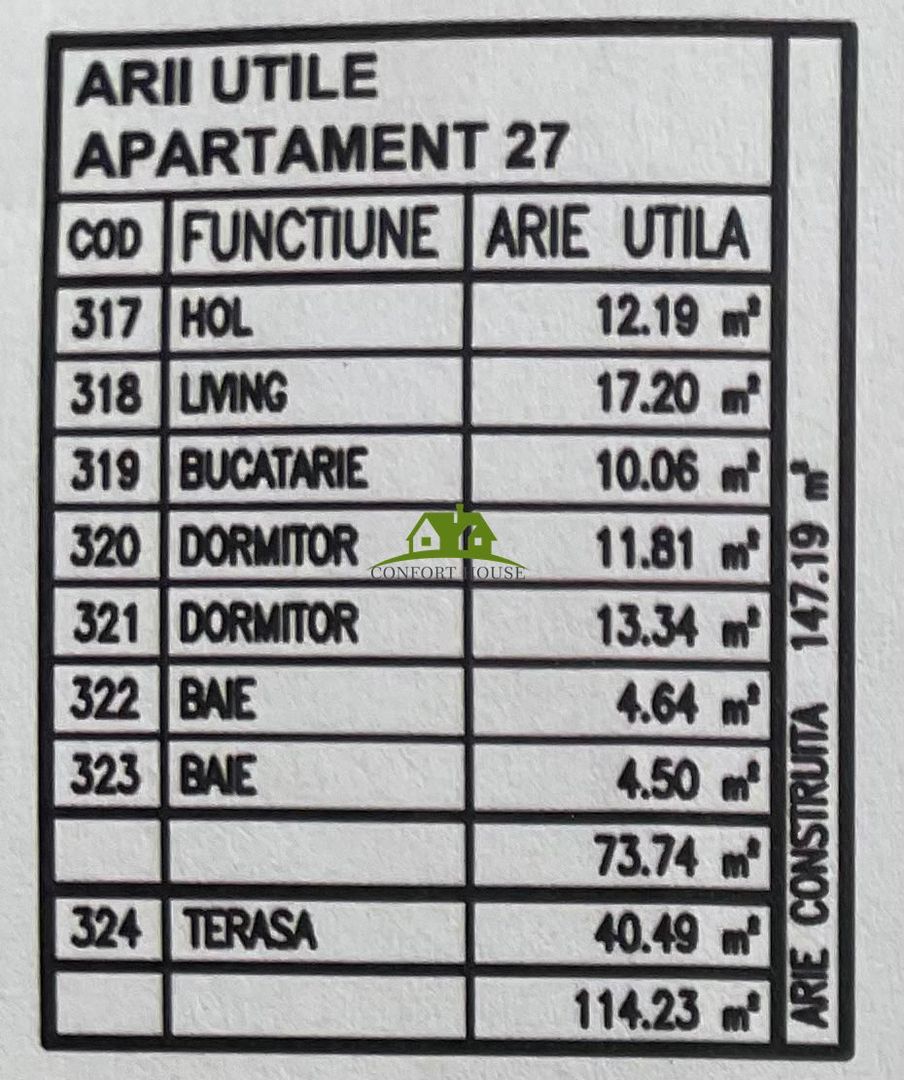 ARII UTILE
APARTAMENT 27
COD FUNCTIUNE ARIE UTILA
317 HOL 12.19 m²
318 LIVING 17.20 m²
319 BUCATARIE 10.06 m²
320 DORMITOR 11.81 m²
CONFORT HOUSE
321 DORMITOR 13.34 m²
322 BAIE 4.64 m²
323 BAIE 4.50 m²
73.74 m²
324 TERASA 40.49 m²
114.23 m²
ARIE CONSTRUITA 147.19 m²